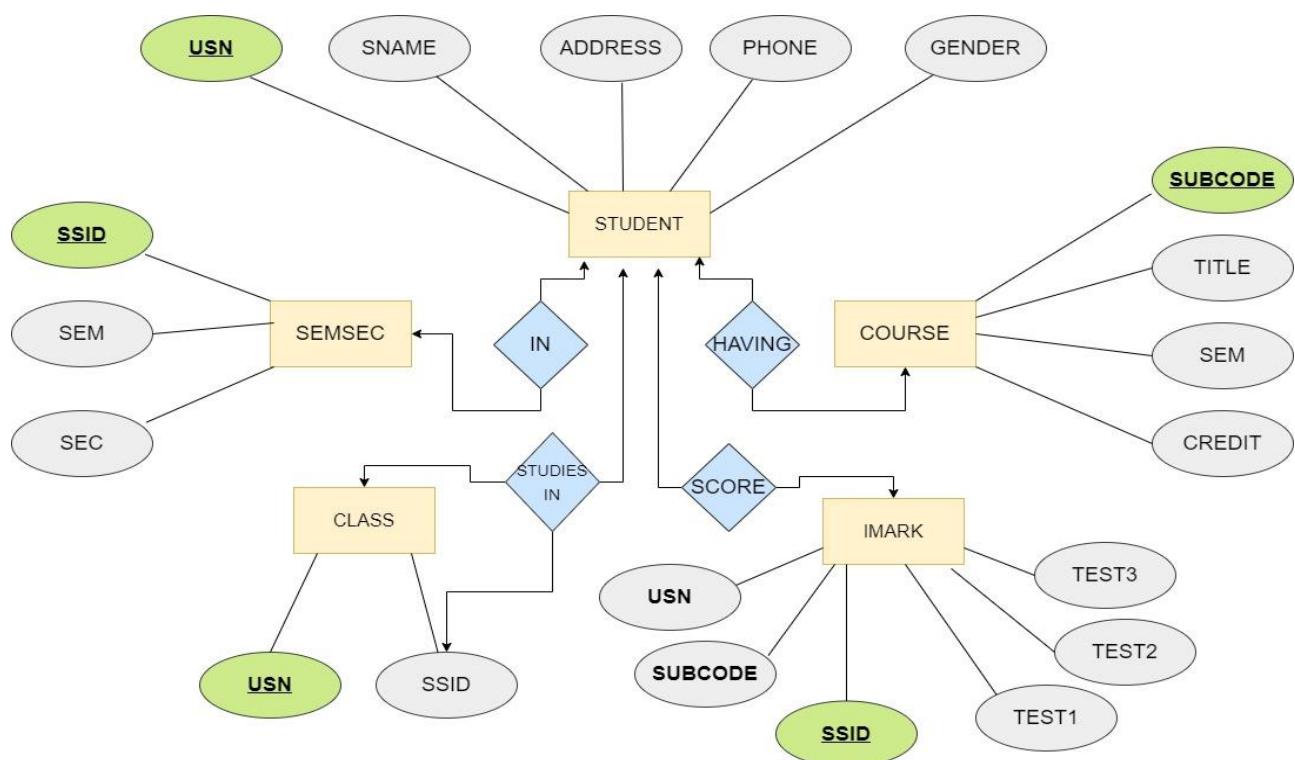 USN
SNAME
ADDRESS
PHONE
GENDER
SUBCODE
STUDENT
SSID
TITLE
SEM
SEMSEC
IN
HAVING
COURSE
SEM
SEC
CREDIT
STUDIES
IN
SCORE
CLASS
IMARK
TEST3
USN
TEST2
SUBCODE
USN
SSID
TEST1
SSID